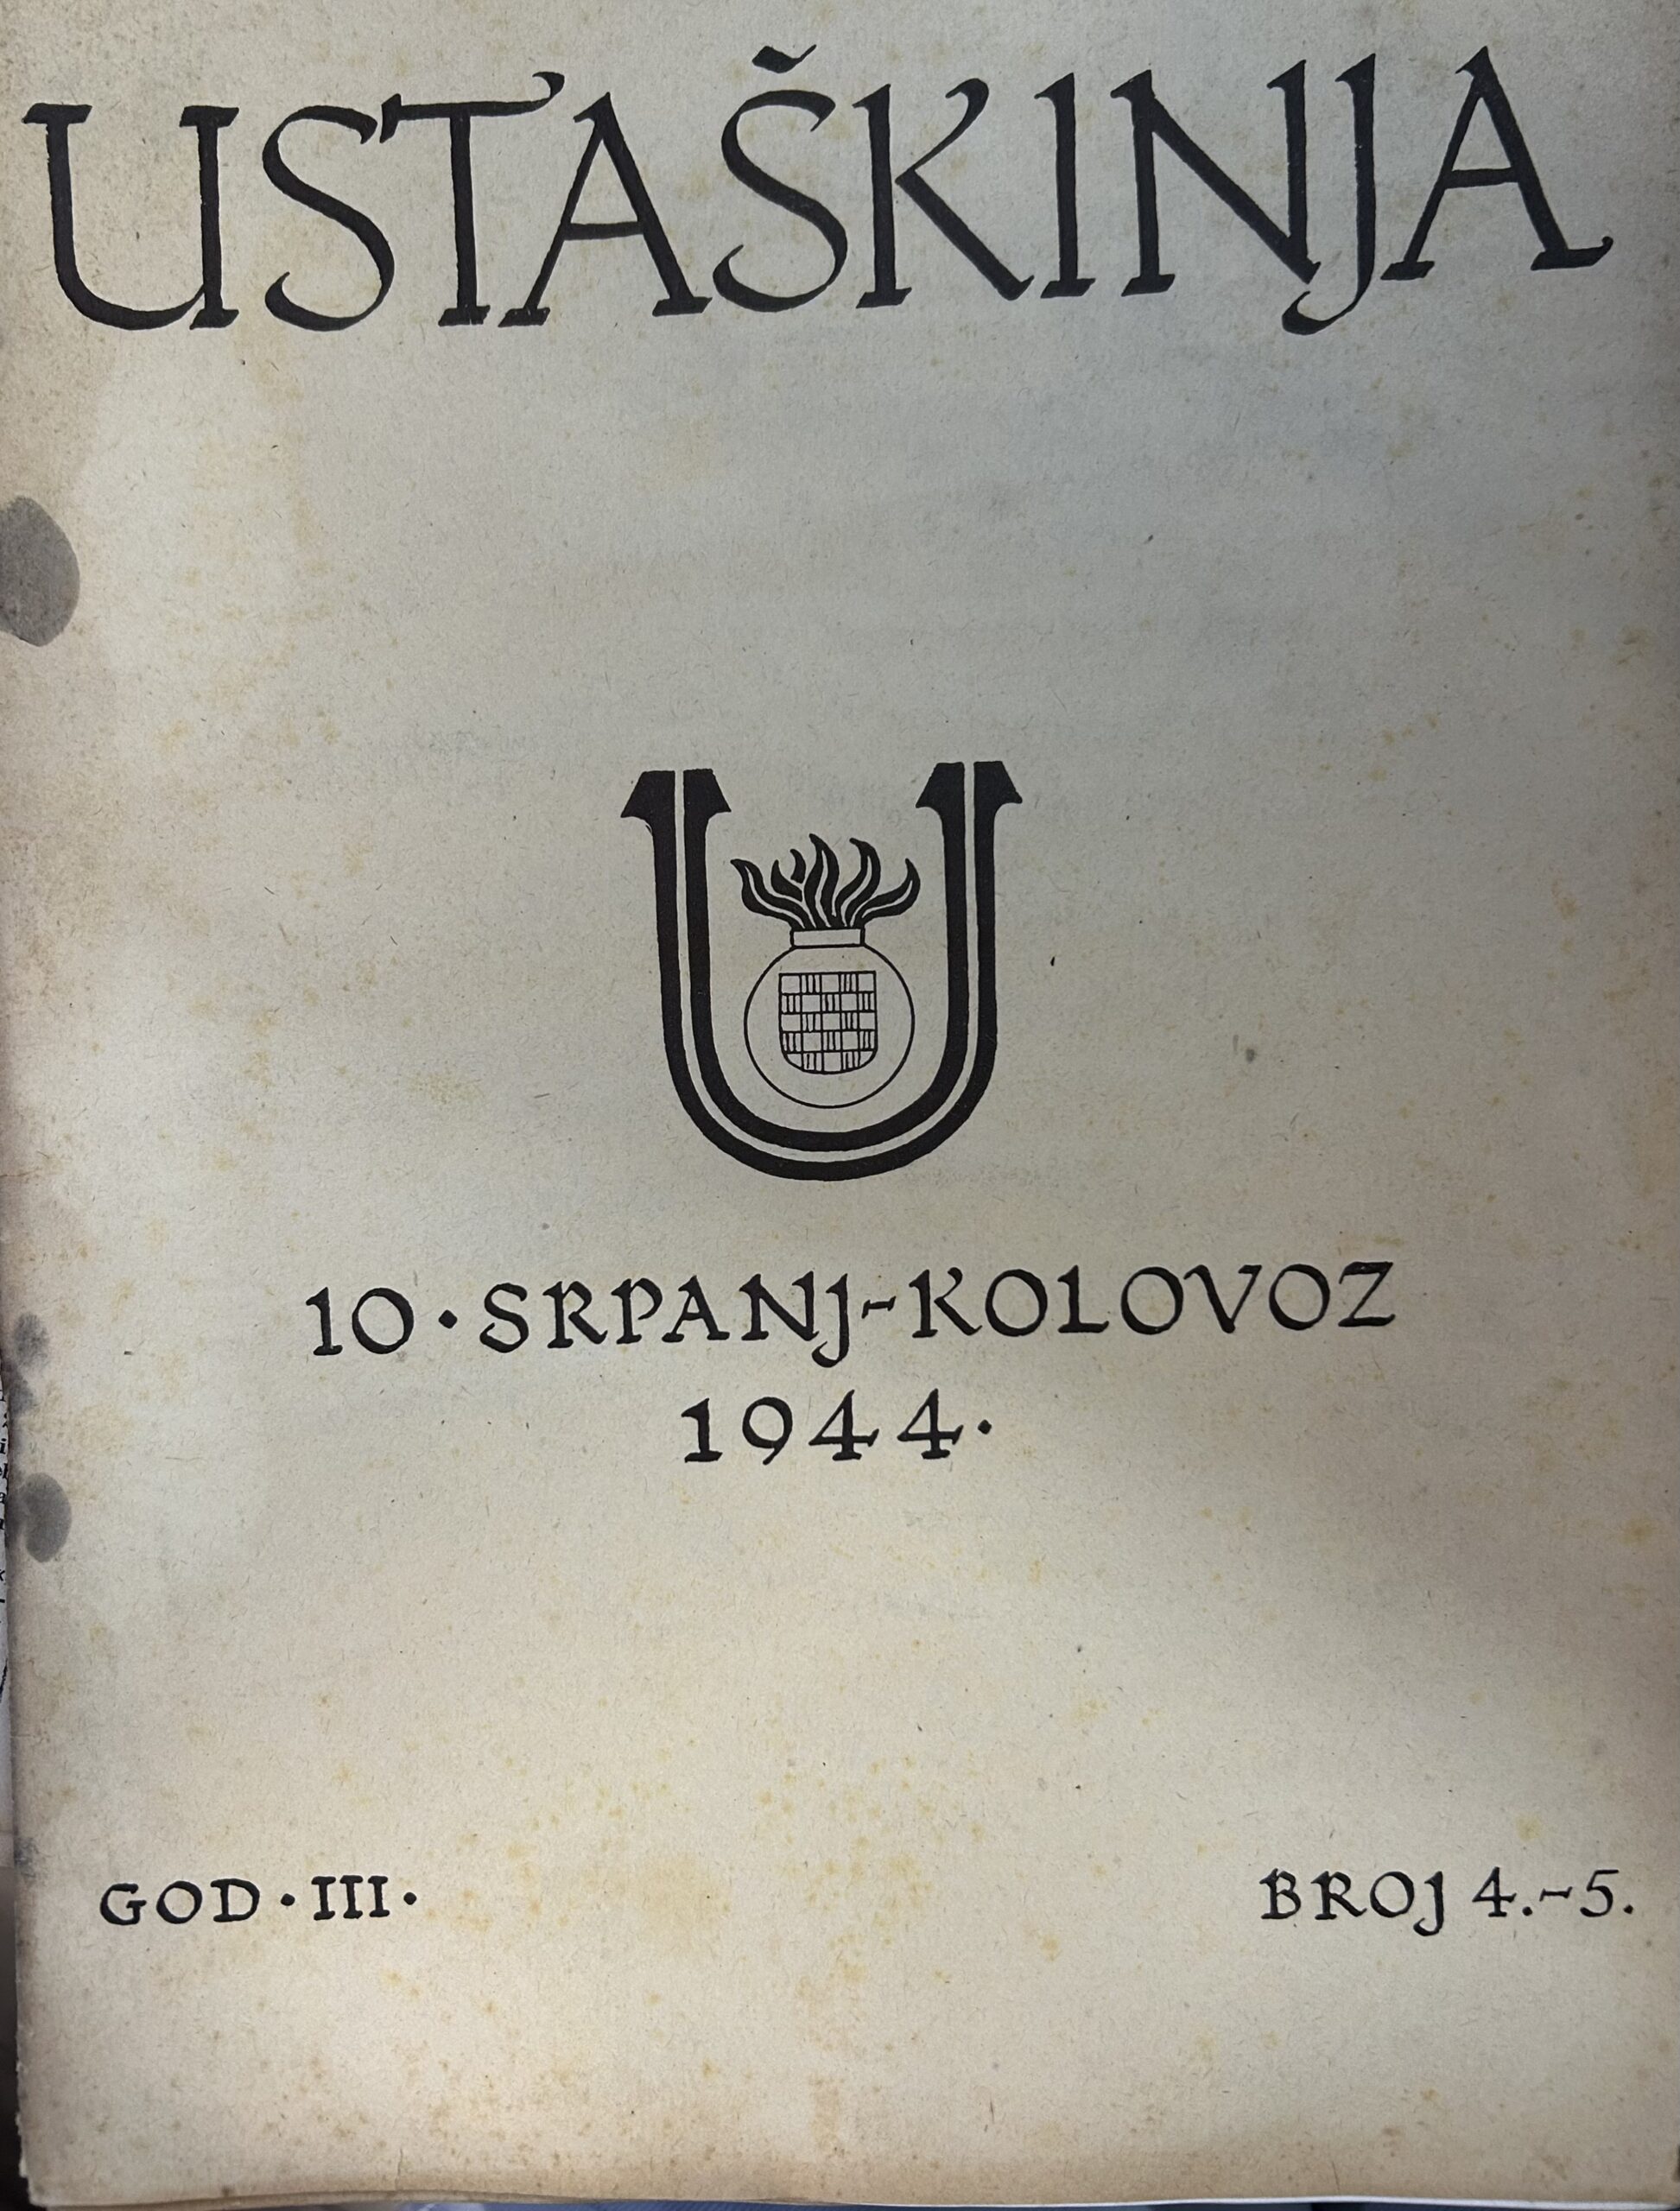 USTAŠKINJA
U
10·SRPANJ-KOLOVOZ
1944·
GOD·III·
BROJ 4.-5.